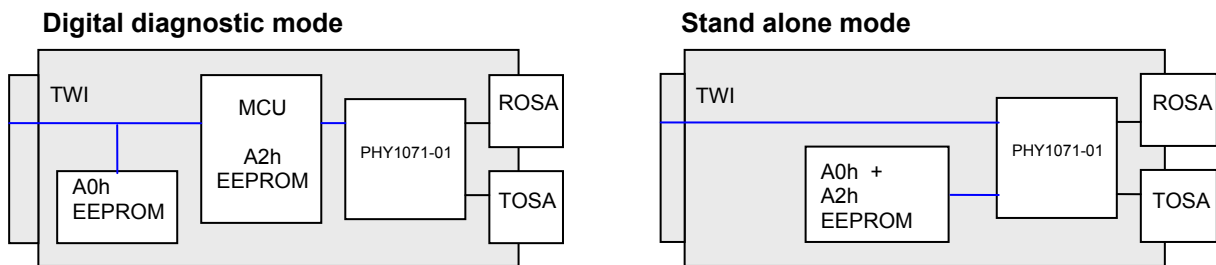 Digital diagnostic mode
TWI
MCU
A2h
EEPROM
A0h
EEPROM
PHY1071-01
ROSA
TOSA
Stand alone mode
TWI
A0h +
A2h
EEPROM
PHY1071-01
ROSA
TOSA